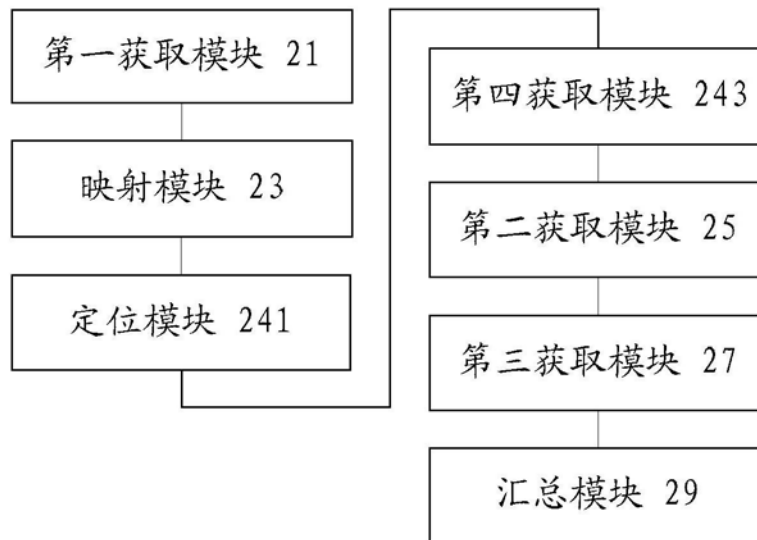 第一获取模块 21
映射模块 23
定位模块 241
第四获取模块 243
第二获取模块 25
第三获取模块 27
汇总模块 29